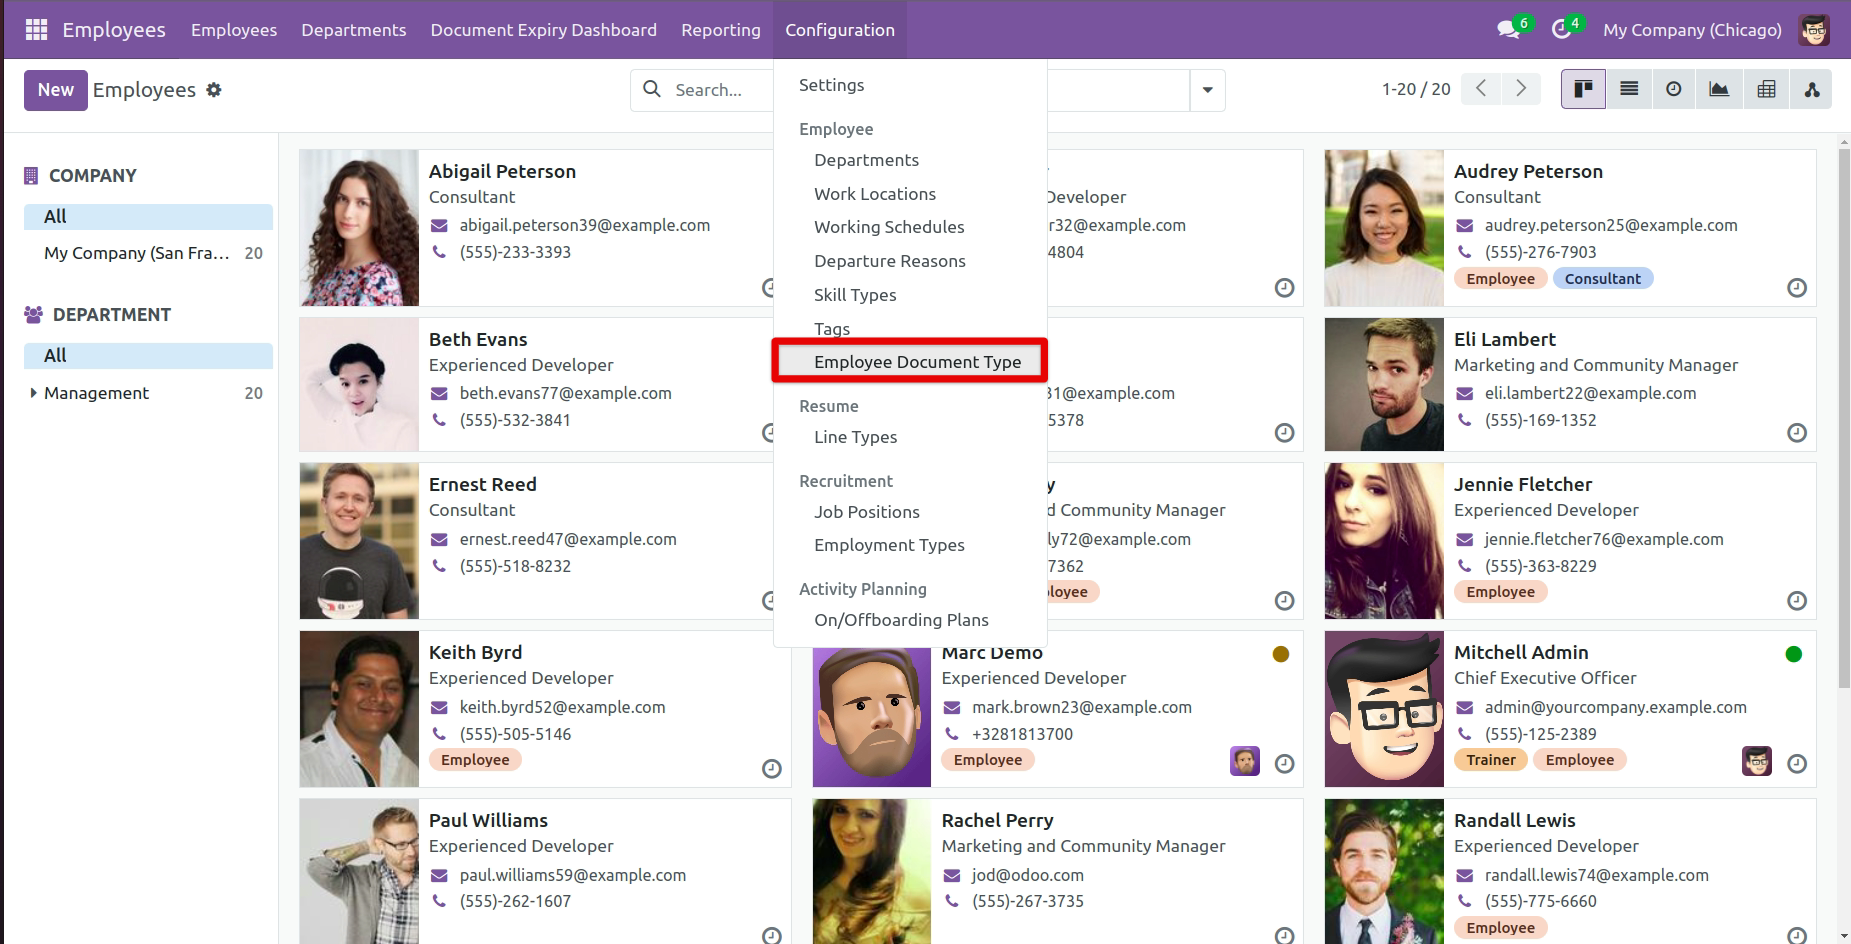 Employees Employees Departments Document Expiry Dashboard Reporting Configuration 6 4 My Company (Chicago)
New Employees Search... 1-20 / 20
COMPANY
All
My Company (San Fra... 20
DEPARTMENT
All
Management 20
Settings
Employee
Departments
Work Locations
Working Schedules
Departure Reasons
Skill Types
Tags
Employee Document Type
Resume
Line Types
Recruitment
Job Positions
Employment Types
Activity Planning
On/Offboarding Plans
Abigail Peterson
Consultant
abigail.peterson39@example.com
(555)-233-3393
Developer
r32@example.com
4804
Audrey Peterson
Consultant
audrey.peterson25@example.com
(555)-276-7903
Employee Consultant
Beth Evans
Experienced Developer
beth.evans77@example.com
(555)-532-3841
31@example.com
5378
Eli Lambert
Marketing and Community Manager
eli.lambert22@example.com
(555)-169-1352
Ernest Reed
Consultant
ernest.reed47@example.com
(555)-518-8232
y
d Community Manager
ly72@example.com
7362
loyee
Jennie Fletcher
Experienced Developer
jennie.fletcher76@example.com
(555)-363-8229
Employee
Keith Byrd
Experienced Developer
keith.byrd52@example.com
(555)-505-5146
Employee
Marc Demo
Experienced Developer
mark.brown23@example.com
+3281813700
Employee
Mitchell Admin
Chief Executive Officer
admin@yourcompany.example.com
(555)-125-2389
Trainer Employee
Paul Williams
Experienced Developer
paul.williams59@example.com
(555)-262-1607
Rachel Perry
Marketing and Community Manager
jod@odoo.com
(555)-267-3735
Randall Lewis
Experienced Developer
randall.lewis74@example.com
(555)-775-6660
Employee